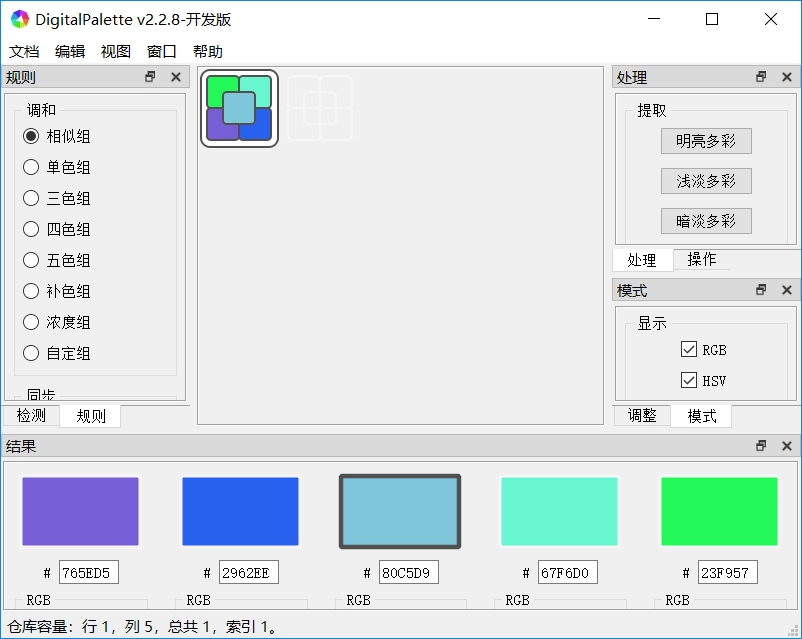 DigitalPalette v2.2.8-开发版
文档 编辑 视图 窗口 帮助
规则
调和
相似组
单色组
三色组
四色组
五色组
补色组
浓度组
自定组
同步
检测 规则
处理
提取
明亮多彩
浅淡多彩
暗淡多彩
处理 操作
模式
显示
RGB
HSV
调整 模式
结果
# 765ED5 # 2962EE # 80C5D9 # 67F6D0 # 23F957
RGB RGB RGB RGB RGB
仓库容量: 行 1，列 5，总共 1，索引 1。